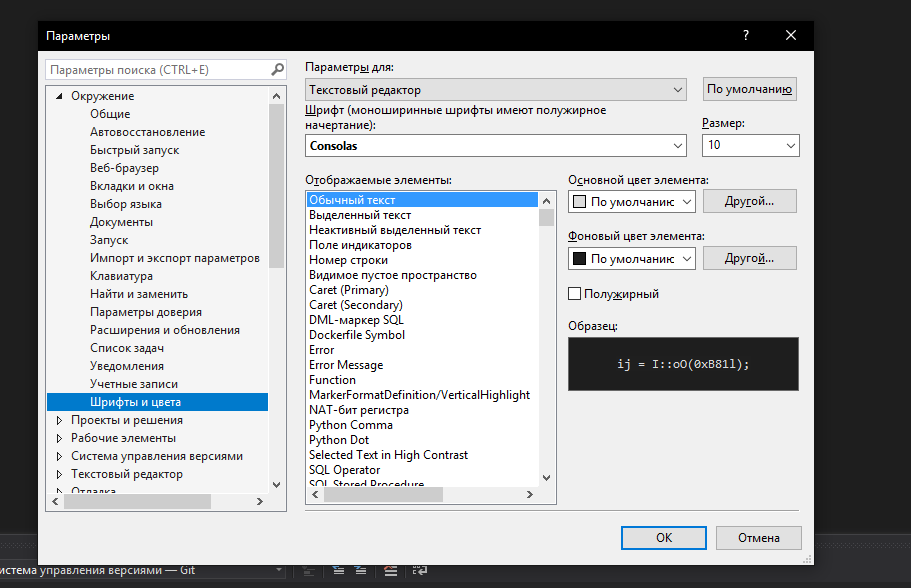 Параметры
?
Параметры поиска (CTRL+E)
Окружение
Общие
Автовосстановление
Быстрый запуск
Веб-браузер
Вкладки и окна
Выбор языка
Документы
Запуск
Импорт и экспорт параметров
Клавиатура
Найти и заменить
Параметры доверия
Расширения и обновления
Список задач
Уведомления
Учетные записи
Шрифты и цвета
Проекты и решения
Рабочие элементы
Система управления версиями
Текстовый редактор
Отладка
Параметры для:
Текстовый редактор
По умолчанию
Шрифт (моноширинные шрифты имеют полужирное
начертание):
Consolas
Размер:
10
Отображаемые элементы:
Обычный текст
Выделенный текст
Неактивный выделенный текст
Поле индикаторов
Номер строки
Видимое пустое пространство
Caret (Primary)
Caret (Secondary)
DML-маркер SQL
Dockerfile Symbol
Error
Error Message
Function
MarkerFormatDefinition/VerticalHighlight
NAT-бит регистра
Python Comma
Python Dot
Selected Text in High Contrast
SQL Operator
SQL Stored Procedure
Основной цвет элемента:
По умолчанию
Другой...
Фоновый цвет элемента:
По умолчанию
Другой...
Полужирный
Образец:
ij = I::oO(0xB81l);
ОК
Отмена
истема управления версиями — Git